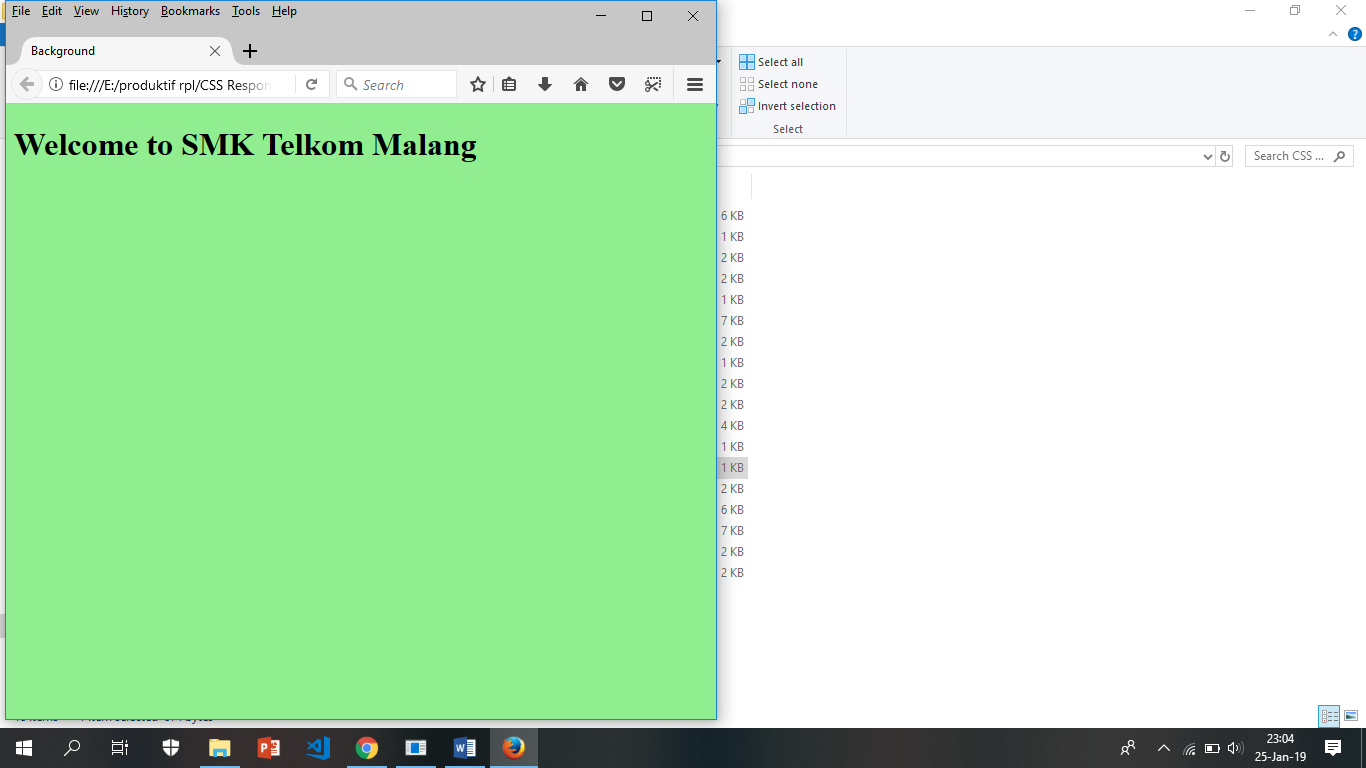 File Edit View History Bookmarks Tools Help
Background
file:///E:/produktif rpl/CSS Respon
Search
Welcome to SMK Telkom Malang
Select all
Select none
Invert selection
Select
Search CSS ...
6 KB
1 KB
2 KB
2 KB
1 KB
7 KB
2 KB
1 KB
2 KB
2 KB
4 KB
1 KB
1 KB
2 KB
6 KB
7 KB
2 KB
2 KB
23:04
25-Jan-19